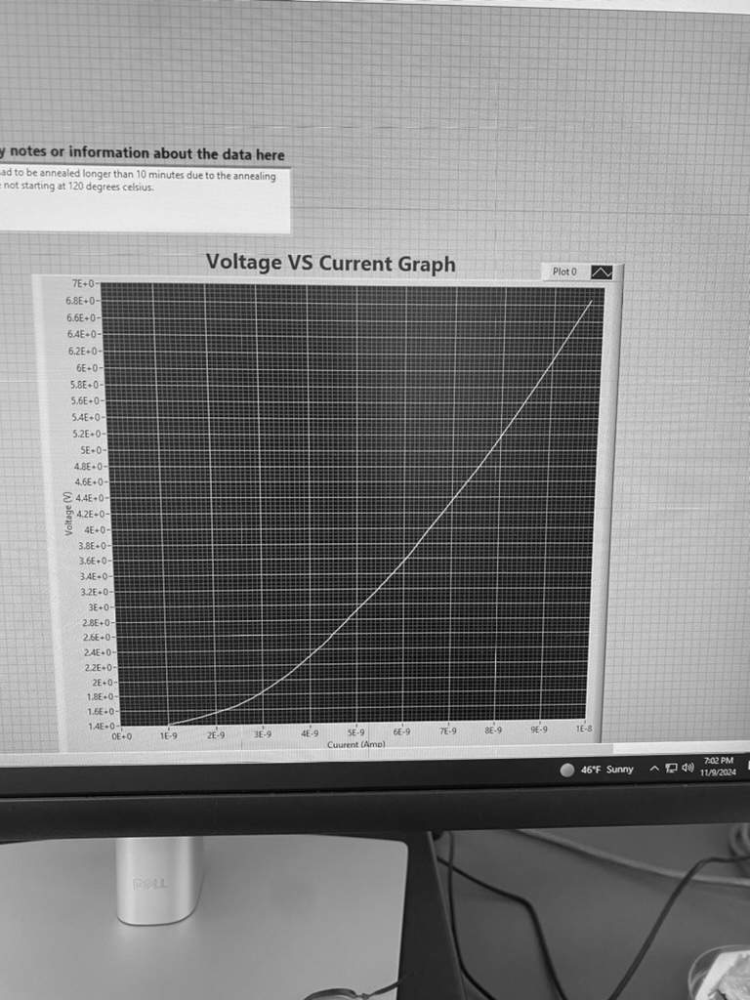 y notes or information about the data here
ad to be annealed longer than 10 minutes due to the annealing
not starting at 120 degrees celsius.
Voltage VS Current Graph
Plot 0
7E+0
6.8E+0
6.6E+0
6.4E+0
6.2E+0
6E+0
5.8E+0
5.6E+0
5.4E+0
5.2E+0
5E+0
4.8E+0
4.6E+0
4.4E+0
4.2E+0
4E+0
3.8E+0
3.6E+0
3.4E+0
3.2E+0
3E+0
2.8E+0
2.6E+0
2.4E+0
2.2E+0
2E+0
1.8E+0
1.6E+0
1.4E+0
Voltage (V)
0E+0 1E-9 2E-9 3E-9 4E-9 5E-9 6E-9 7E-9 8E-9 9E-9 1E-8
Cuurent (Amp)
46°F Sunny
7:02 PM
11/9/2024
DELL